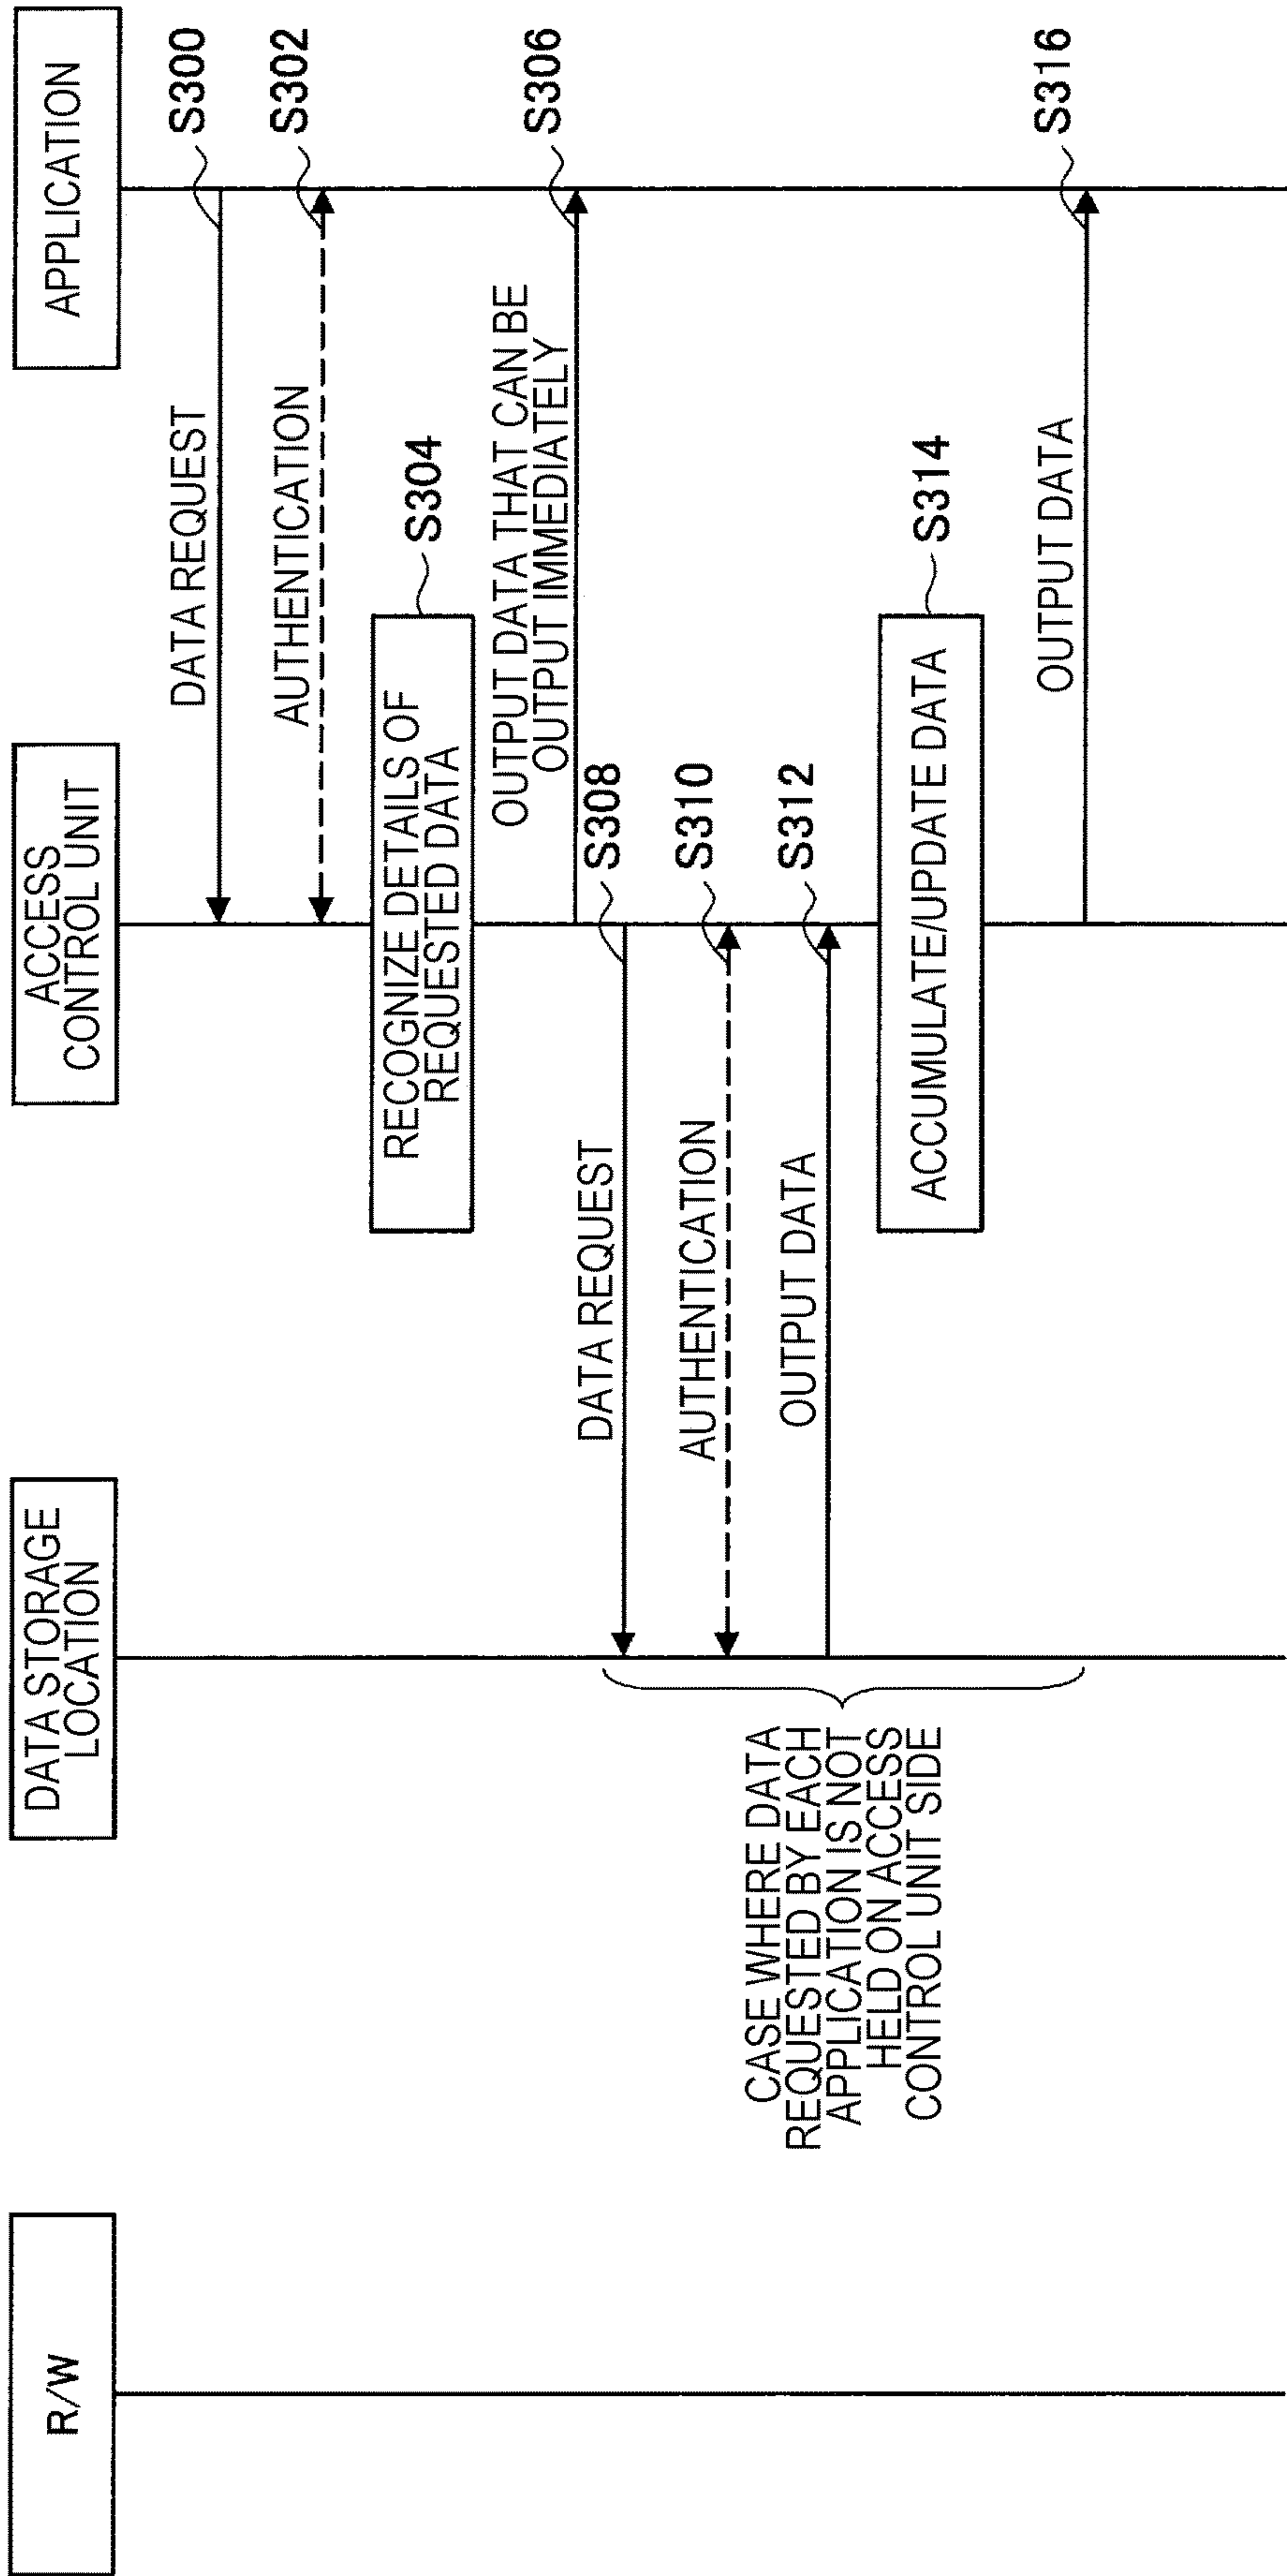 R/W
DATA STORAGE
LOCATION
ACCESS
CONTROL UNIT
APPLICATION
DATA REQUEST
S300
AUTHENTICATION
S302
RECOGNIZE DETAILS OF
REQUESTED DATA
S304
OUTPUT DATA THAT CAN BE
OUTPUT IMMEDIATELY
S306
DATA REQUEST
S308
AUTHENTICATION
S310
OUTPUT DATA
S312
CASE WHERE DATA
REQUESTED BY EACH
APPLICATION IS NOT
HELD ON ACCESS
CONTROL UNIT SIDE
ACCUMULATE/UPDATE DATA
S314
OUTPUT DATA
S316